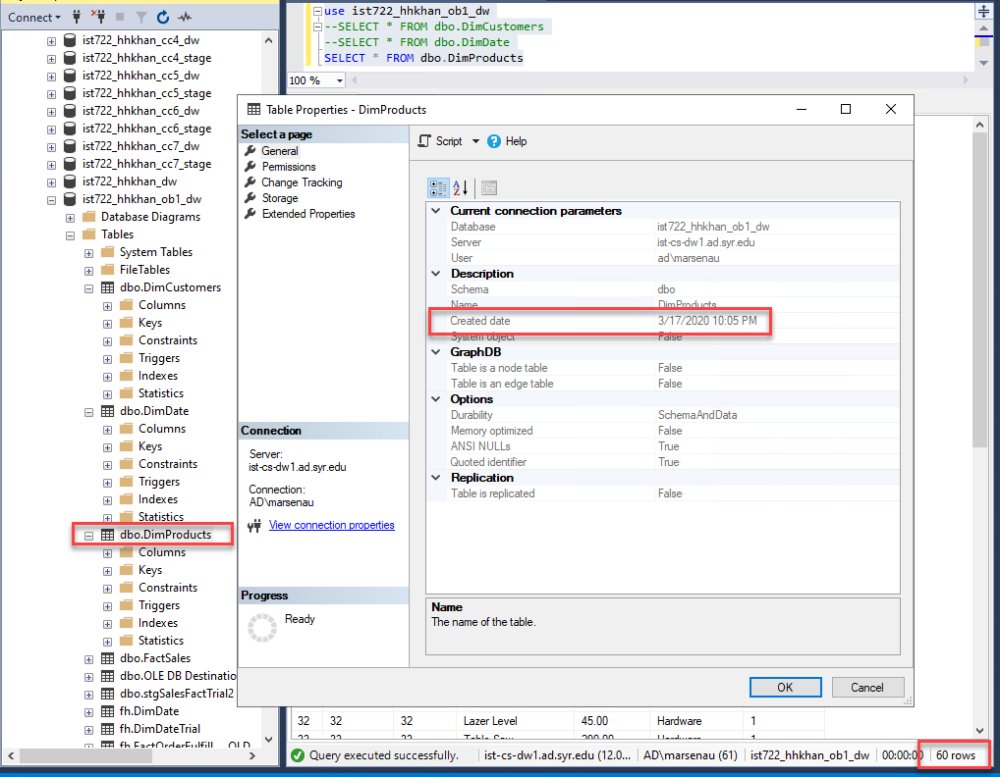 Connect
ist722_hhkhan_cc4_dw
ist722_hhkhan_cc4_stage
ist722_hhkhan_cc5_dw
ist722_hhkhan_cc5_stage
ist722_hhkhan_cc6_dw
ist722_hhkhan_cc6_stage
ist722_hhkhan_cc7_dw
ist722_hhkhan_cc7_stage
ist722_hhkhan_dw
ist722_hhkhan_ob1_dw
Database Diagrams
Tables
System Tables
FileTables
dbo.DimCustomers
Columns
Keys
Constraints
Triggers
Indexes
Statistics
dbo.DimDate
Columns
Keys
Constraints
Triggers
Indexes
Statistics
dbo.DimProducts
Columns
Keys
Constraints
Triggers
Indexes
Statistics
dbo.FactSales
dbo.OLE DB Destinatio
dbo.stgSalesFactTrial2
fh.DimDate
fh.DimDateTrial
fh.FactOrderFulfill... OLD
use ist722_hhkhan_ob1_dw
--SELECT * FROM dbo.DimCustomers
--SELECT * FROM dbo.DimDate
SELECT * FROM dbo.DimProducts
100 %
Table Properties - DimProducts
Select a page
General
Permissions
Change Tracking
Storage
Extended Properties
Connection
Server:
ist-cs-dw1.ad.syr.edu
Connection:
AD\marsenau
View connection properties
Progress
Ready
Script Help
Current connection parameters
Database ist722_hhkhan_ob1_dw
Server ist-cs-dw1.ad.syr.edu
User ad\marsenau
Description
Schema dbo
Name DimProducts
Created date 3/17/2020 10:05 PM
System object False
GraphDB
Table is a node table False
Table is an edge table False
Options
Durability SchemaAndData
Memory optimized False
ANSI NULLs True
Quoted identifier True
Replication
Table is replicated False
Name
The name of the table.
OK Cancel
32 32 32 Lazer Level 45.00 Hardware 1
33 33 33 Table Saw Hardware 1
Query executed successfully. ist-cs-dw1.ad.syr.edu (12.0... AD\marsenau (61) ist722_hhkhan_ob1_dw 00:00:00 60 rows